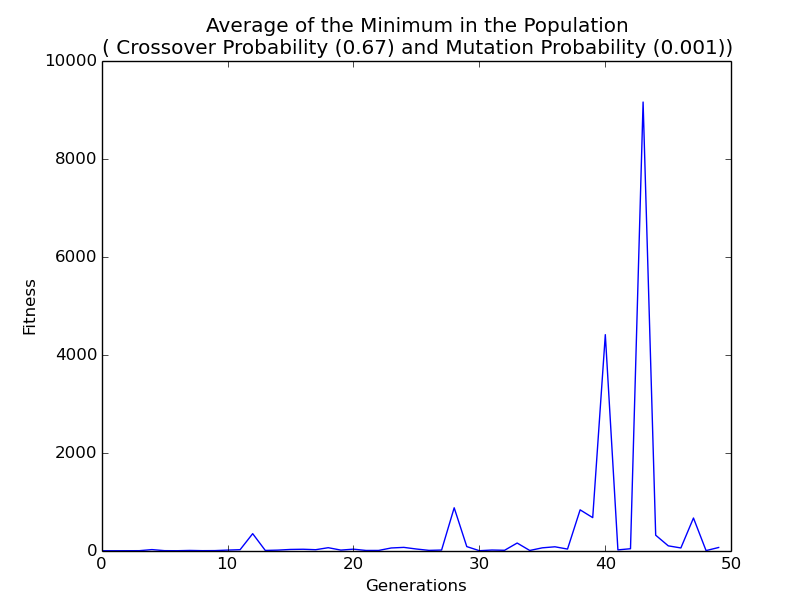 Average of the Minimum in the Population
( Crossover Probability (0.67) and Mutation Probability (0.001))
10000
8000
6000
4000
2000
0
Fitness
0 10 20 30 40 50
Generations